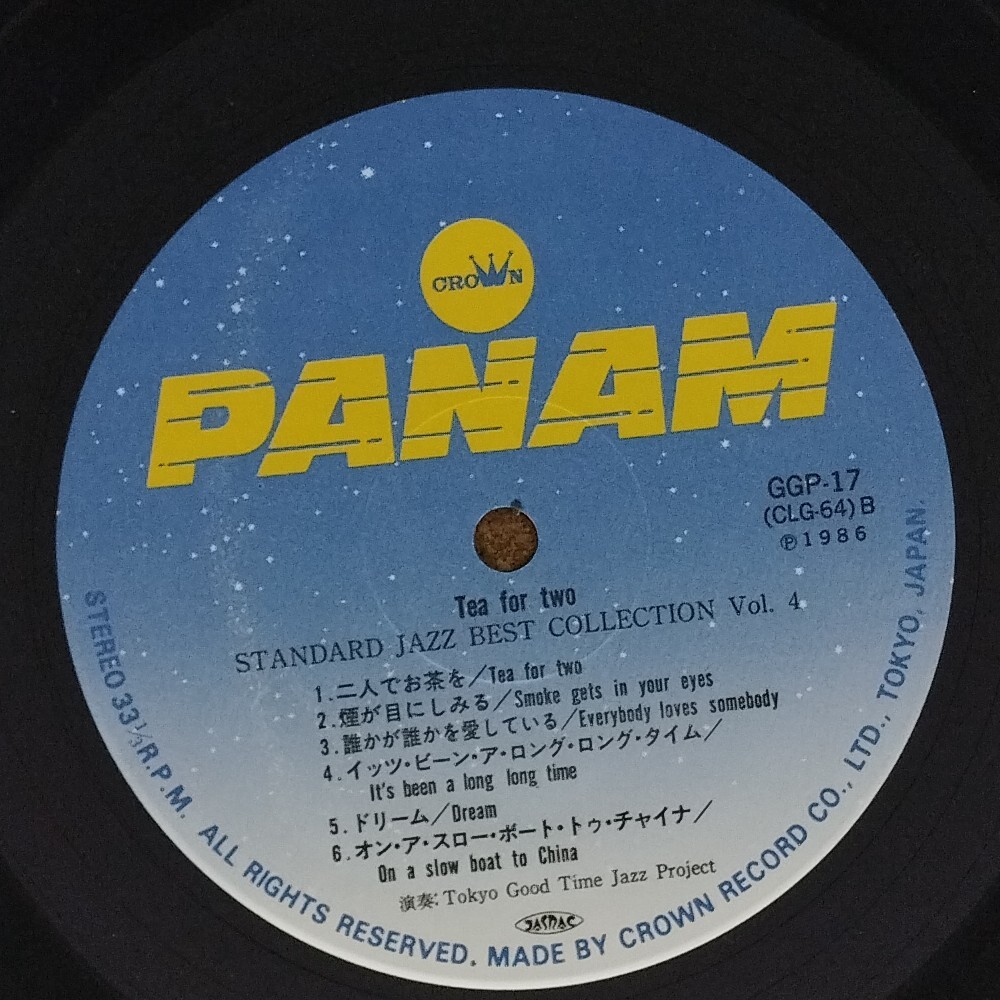 CROWN
PANAM
GGP-17
(CLG-64) B
Ⓟ1986
Tea for two
STANDARD JAZZ BEST COLLECTION Vol. 4
1.二人でお茶を/Tea for two
2.煙が目にしみる/Smoke gets in your eyes
3.誰かが誰かを愛している/Everybody loves somebody
4.イッツ・ビーン・ア・ロング・ロング・タイム/
It's been a long long time
5.ドリーム/Dream
6.オン・ア・スロー・ボート・トゥ・チャイナ/
On a slow boat to China
演奏:Tokyo Good Time Jazz Project
JASRAC
STEREO 33⅓R.P.M. ALL RIGHTS RESERVED. MADE BY CROWN RECORD CO., LTD., TOKYO, JAPAN.